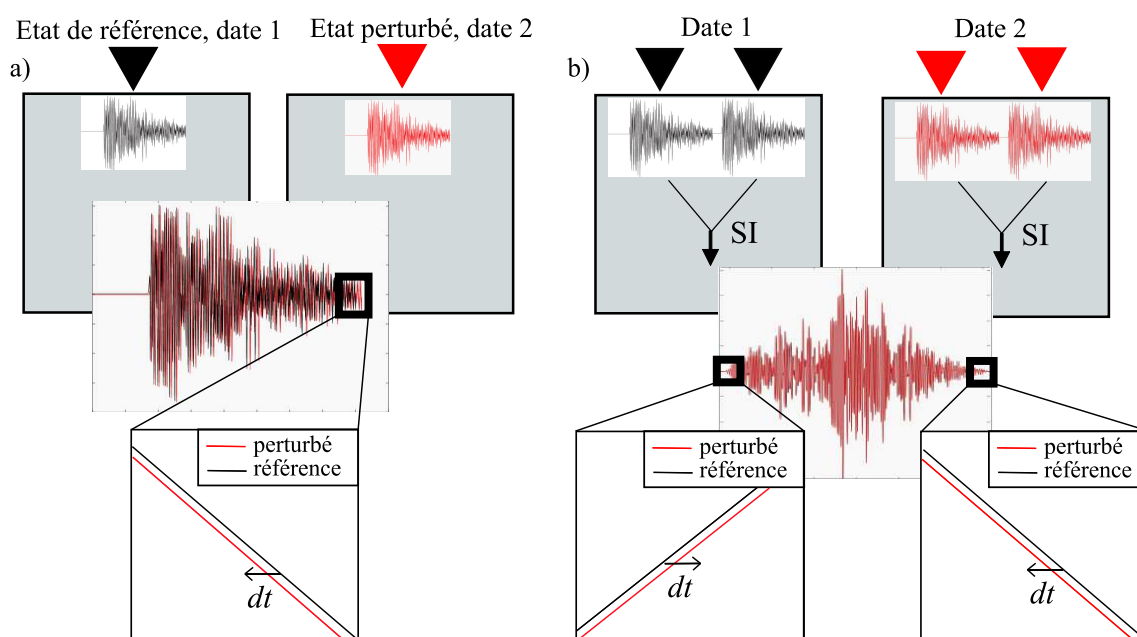 Etat de référence, date 1
Etat perturbé, date 2
a)
perturbé
référence
dt
Date 1
Date 2
b)
SI
SI
perturbé
référence
dt
perturbé
référence
dt